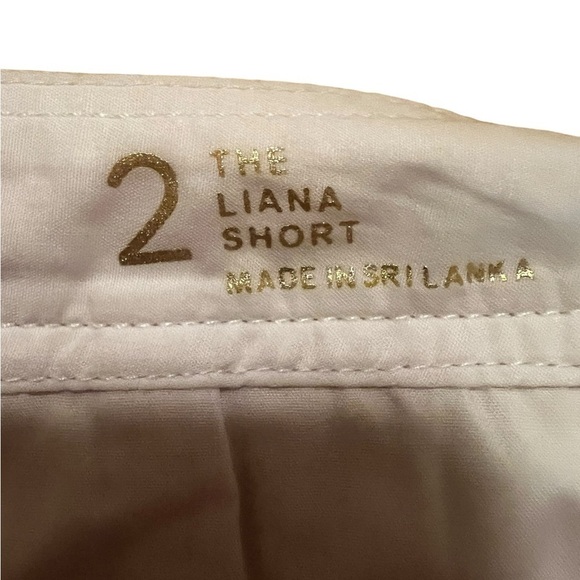 2
THE
LIANA
SHORT
MADE IN SRI LANKA